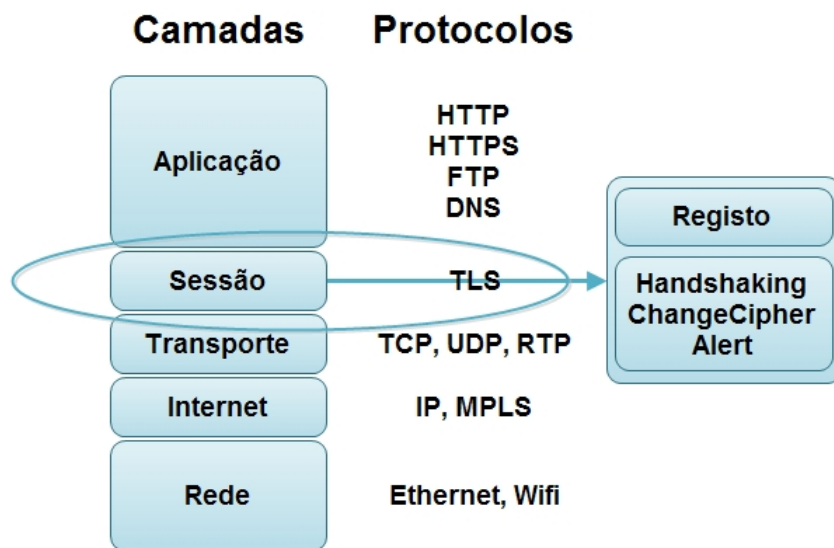 Camadas Protocolos
Aplicação
HTTP
HTTPS
FTP
DNS
Sessão
TLS
Registo
Handshaking
ChangeCipher
Alert
Transporte
TCP, UDP, RTP
Internet
IP, MPLS
Rede
Ethernet, Wifi